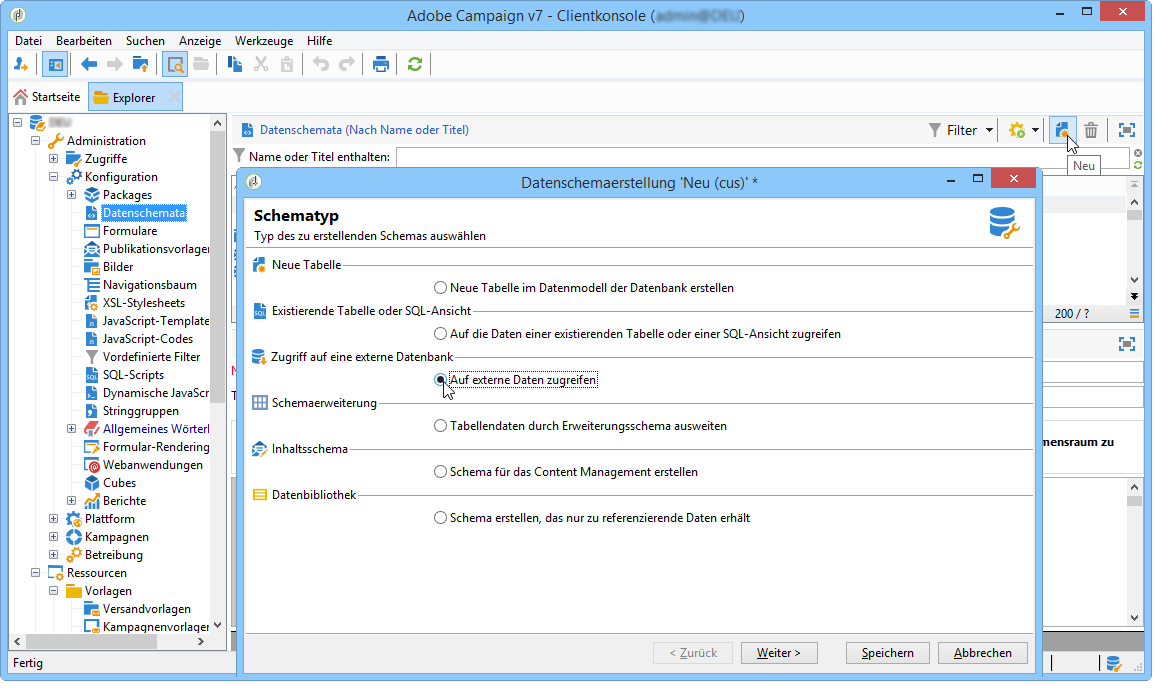 Adobe Campaign v7 - Clientkonsole (admin@DEU)
Datei Bearbeiten Suchen Anzeige Werkzeuge Hilfe
Startseite Explorer
Datenschemata (Nach Name oder Titel)
Filter
Name oder Titel enthalten:
Neu
Administration
Zugriffe
Konfiguration
Packages
Datenschemata
Formulare
Publikationsvorlager
Bilder
Navigationsbaum
XSL-Stylesheets
JavaScript-Template
JavaScript-Codes
Vordefinierte Filter
SQL-Scripts
Dynamische JavaScr
Stringgruppen
Allgemeines Wörterl
Formular-Rendering
Webanwendungen
Cubes
Berichte
Plattform
Kampagnen
Betreibung
Ressourcen
Vorlagen
Versandvorlagen
Kampagnenvorlager
Fertig
Datenschemaerstellung 'Neu (cus)' *
Schematyp
Typ des zu erstellenden Schemas auswählen
Neue Tabelle
Neue Tabelle im Datenmodell der Datenbank erstellen
Existierende Tabelle oder SQL-Ansicht
Auf die Daten einer existierenden Tabelle oder einer SQL-Ansicht zugreifen
Zugriff auf eine externe Datenbank
Auf externe Daten zugreifen
Schemaerweiterung
Tabellendaten durch Erweiterungsschema ausweiten
Inhaltsschema
Schema für das Content Management erstellen
Datenbibliothek
Schema erstellen, das nur zu referenzierende Daten erhält
< Zurück Weiter > Speichern Abbrechen
200 / ?
mensraum zu